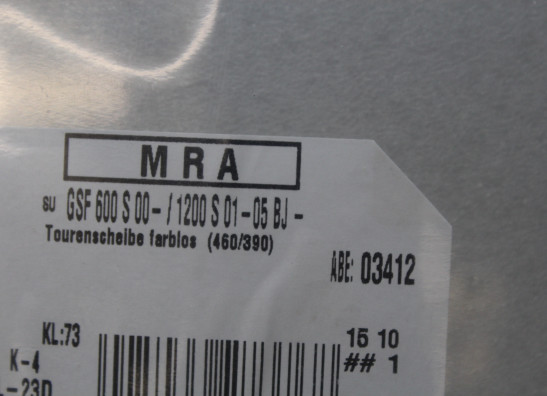 MRA
SU GSF 600 S 00- / 1200 S 01-05 BJ -
Tourenscheibe farblos (460/390)
ABE: 03412
KL:73
15 10
K-4
## 1
-23D